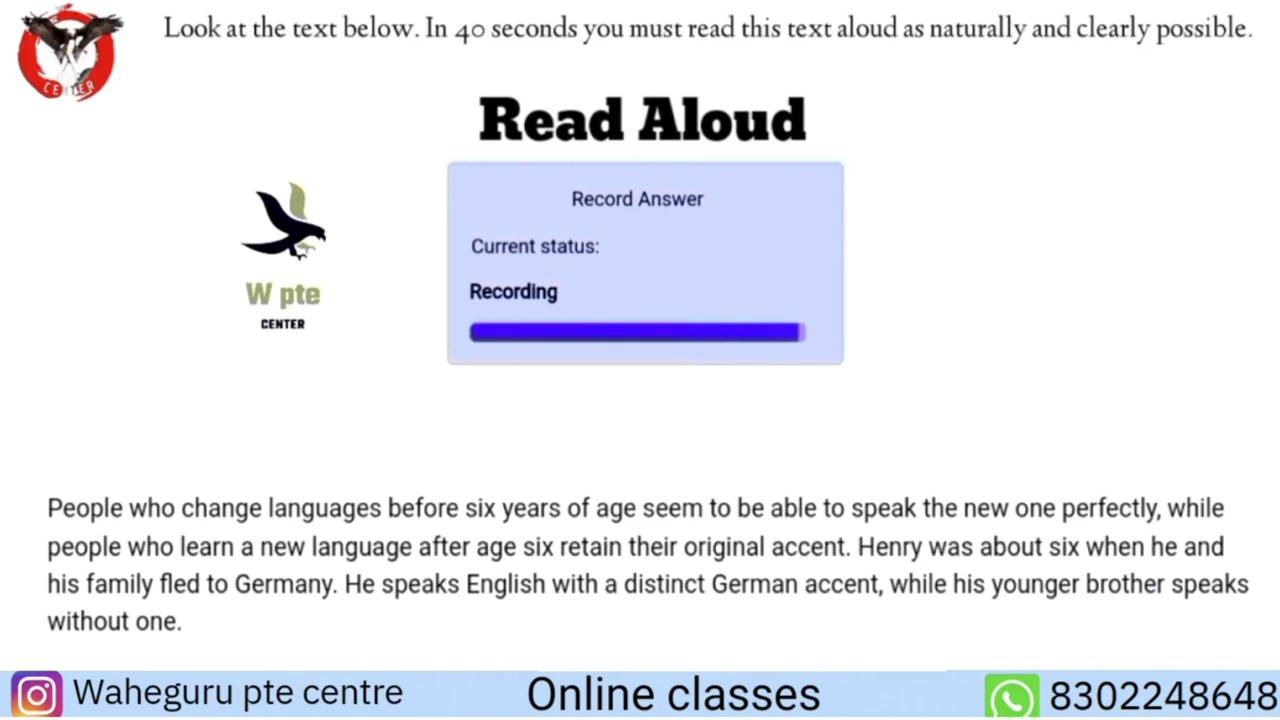 Look at the text below. In 40 seconds you must read this text aloud as naturally and clearly possible.
CENTER
Read Aloud
Record Answer
Current status:
Recording
W pte
CENTER
People who change languages before six years of age seem to be able to speak the new one perfectly, while
people who learn a new language after age six retain their original accent. Henry was about six when he and
his family fled to Germany. He speaks English with a distinct German accent, while his younger brother speaks
without one.
Waheguru pte centre
Online classes
8302248648